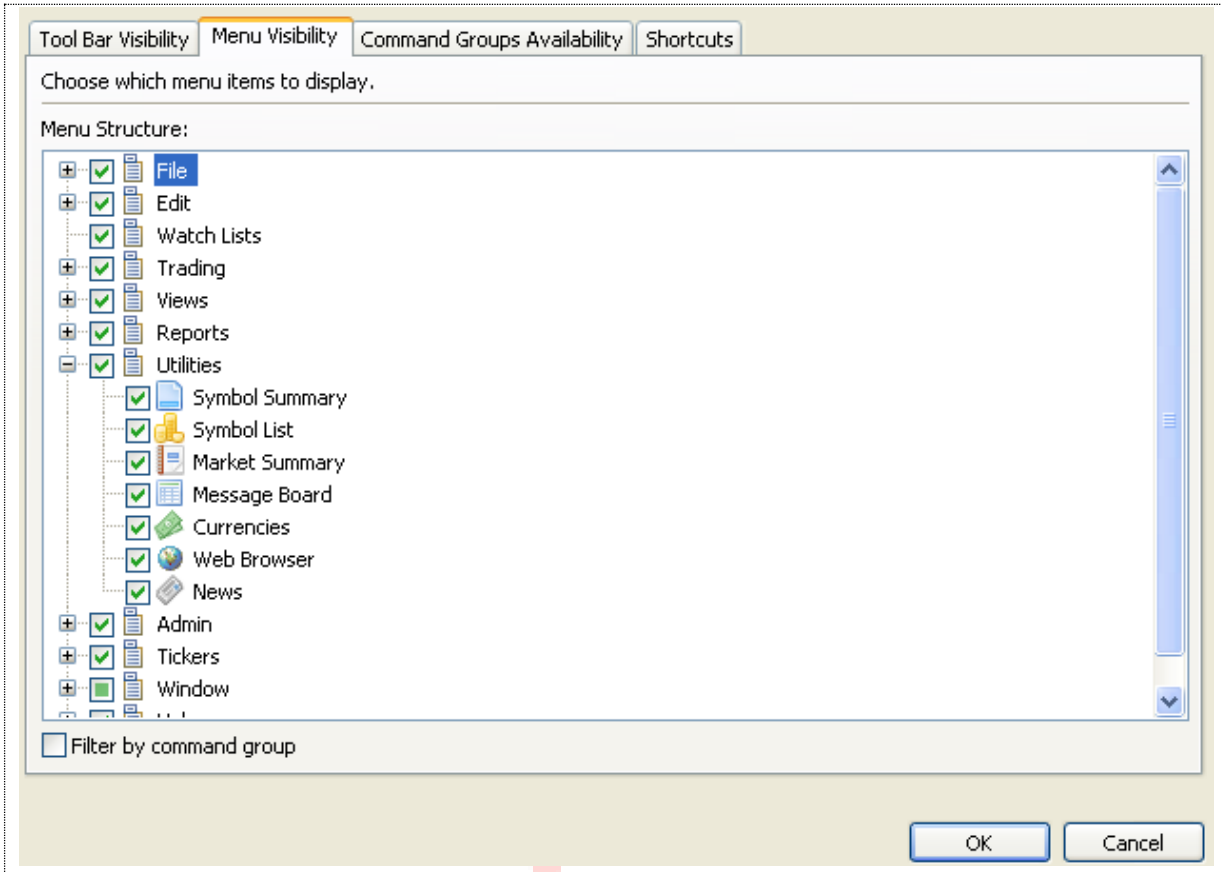 Tool Bar Visibility Menu Visibility Command Groups Availability Shortcuts
Choose which menu items to display.
Menu Structure:
File
Edit
Watch Lists
Trading
Views
Reports
Utilities
Symbol Summary
Symbol List
Market Summary
Message Board
Currencies
Web Browser
News
Admin
Tickers
Window
Filter by command group
OK Cancel